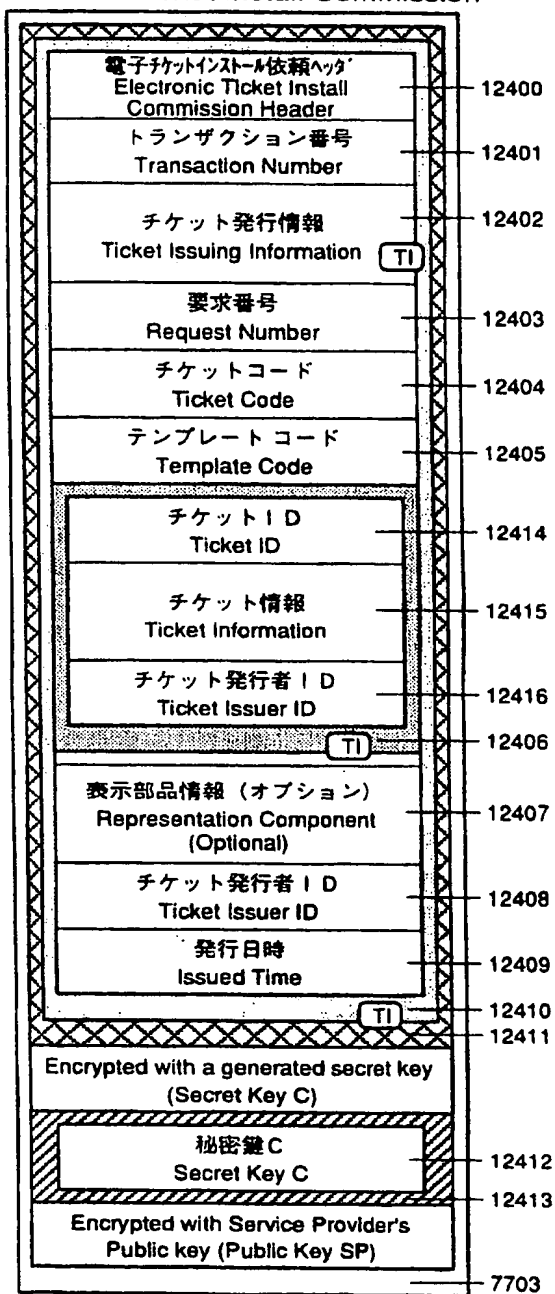 電子チケットインストール依頼ヘッダ
Electronic Ticket Install
Commission Header
12400
トランザクション番号
Transaction Number
12401
チケット発行情報
Ticket Issuing Information
TI
12402
要求番号
Request Number
12403
チケットコード
Ticket Code
12404
テンプレートコード
Template Code
12405
チケットID
Ticket ID
12414
チケット情報
Ticket Information
12415
チケット発行者ID
Ticket Issuer ID
12416
TI
12406
表示部品情報（オプション）
Representation Component
(Optional)
12407
チケット発行者ID
Ticket Issuer ID
12408
発行日時
Issued Time
12409
TI
12410
12411
Encrypted with a generated secret key
(Secret Key C)
秘密鍵C
Secret Key C
12412
12413
Encrypted with Service Provider's
Public key (Public Key SP)
7703